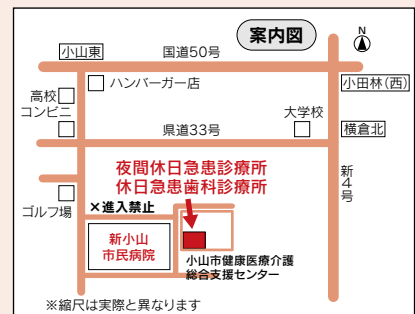 案内図
N
小山東
国道50号
ハンバーガー店
小田林(西)
高校
コンビニ
大学校
県道33号
横倉北
夜間休日急患診療所
休日急患歯科診療所
新4号
ゴルフ場
×進入禁止
新小山
市民病院
小山市健康医療介護
総合支援センター
※縮尺は実際と異なります